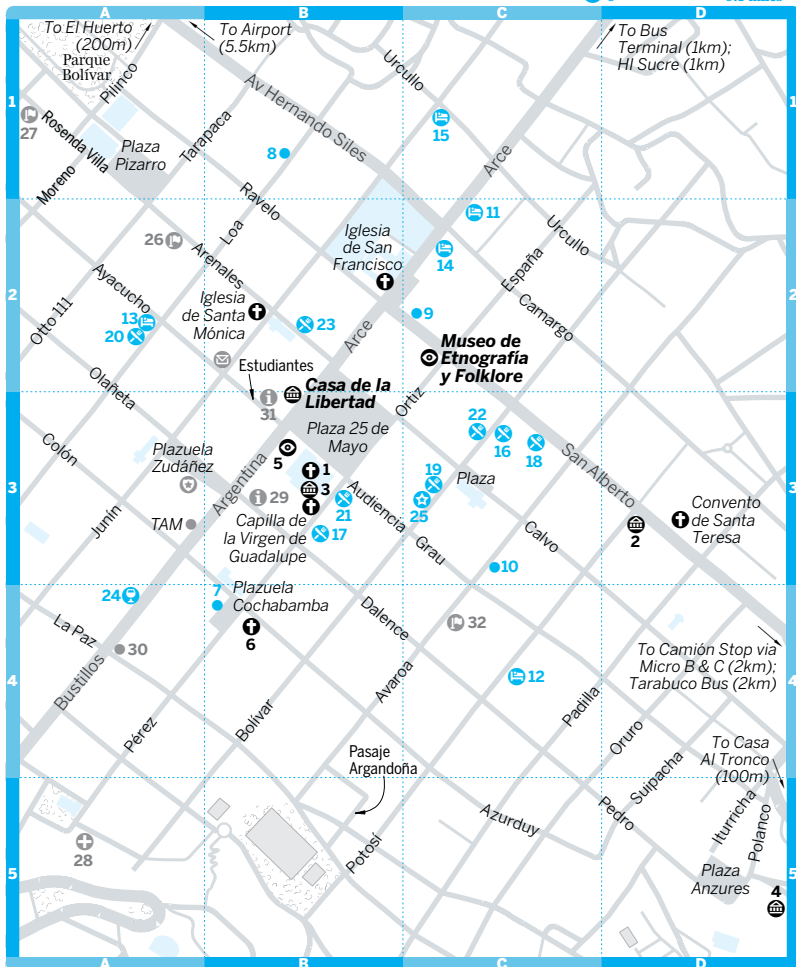 A
B
C
D
To El Huerto
(200m)
To Airport
(5.5km)
To Bus
Terminal (1km);
HI Sucre (1km)
Parque
Bolívar
Pilinco
Urcullo
Av Hernando Siles
1
1
27
Rosenda Villa
Plaza
Pizarro
Tarapaca
8
15
Arce
Moreno
Ravelo
Loa
11
Iglesia
de San
Francisco
Urcullo
26
Arenales
14
España
Ayacucho
Camargo
2
2
Otto 111
13
20
Iglesia
de Santa
Mónica
23
Arce
9
Museo de
Etnografía
y Folklore
Estudiantes
Olañeta
31
Casa de la
Libertad
Ortiz
Colón
Plaza 25 de
Mayo
22
16
18
San Alberto
Plazuela
Zudáñez
5
Argentina
1
3
3
3
19
Plaza
29
21
Audiencia
25
Junín
TAM
Capilla de
la Virgen de
Guadalupe
17
Grau
Calvo
2
Convento
de Santa
Teresa
10
24
7
Plazuela
Cochabamba
Dalence
La Paz
6
32
30
4
4
Bustillos
Avaroa
12
To Camión Stop via
Micro B & C (2km);
Tarabuco Bus (2km)
Padilla
Pérez
Bolívar
Oruro
To Casa
Al Tronco
(100m)
Pasaje
Argandoña
Suipacha
Pedro
Azurduy
Iturricha
Polanco
Potosí
28
Plaza
Anzures
4
5
5
A
B
C
D